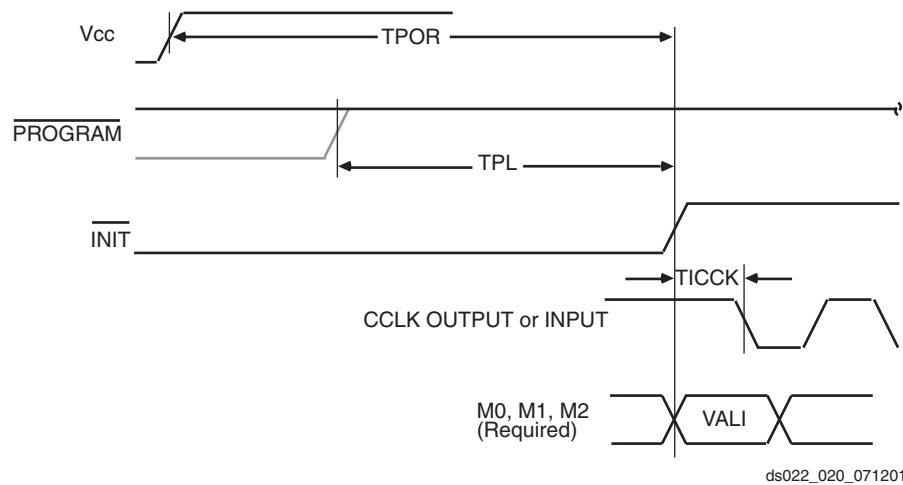 Vcc
TPOR
PROGRAM
TPL
INIT
TICCK
CCLK OUTPUT or INPUT
M0, M1, M2
(Required)
VALI
ds022_020_071201